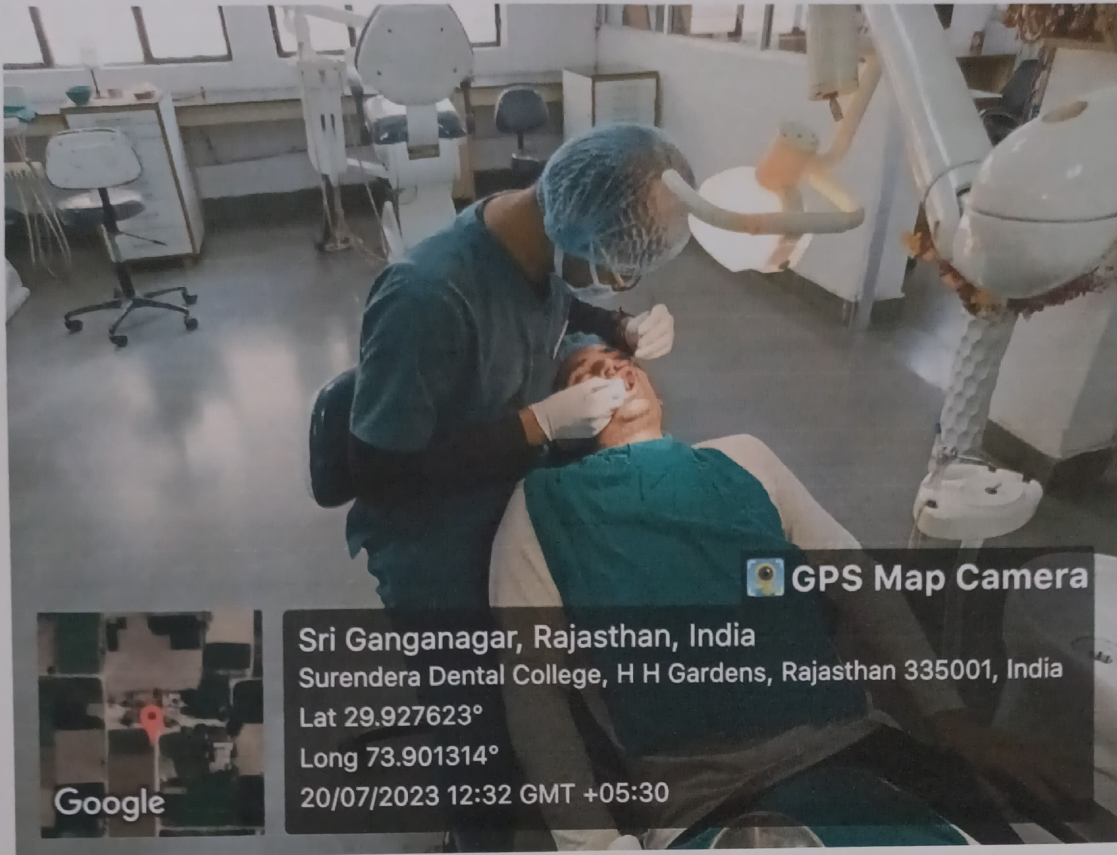 GPS Map Camera
Sri Ganganagar, Rajasthan, India
Surendera Dental College, H H Gardens, Rajasthan 335001, India
Lat 29.927623°
Long 73.901314°
20/07/2023 12:32 GMT +05:30
Google